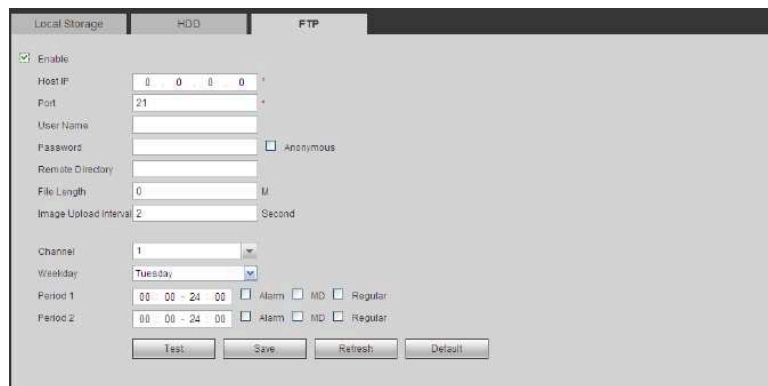 Local Storage HDD FTP
Enable
Host IP 0 . 0 . 0 . 0 *
Port 21 *
User Name
Password Anonymous
Remote Directory
File Length 0 M
Image Upload Interval 2 Second
Channel 1
Weekday Tuesday
Period 1 00 : 00 - 24 : 00 Alarm MD Regular
Period 2 00 : 00 - 24 : 00 Alarm MD Regular
Test Save Refresh Default